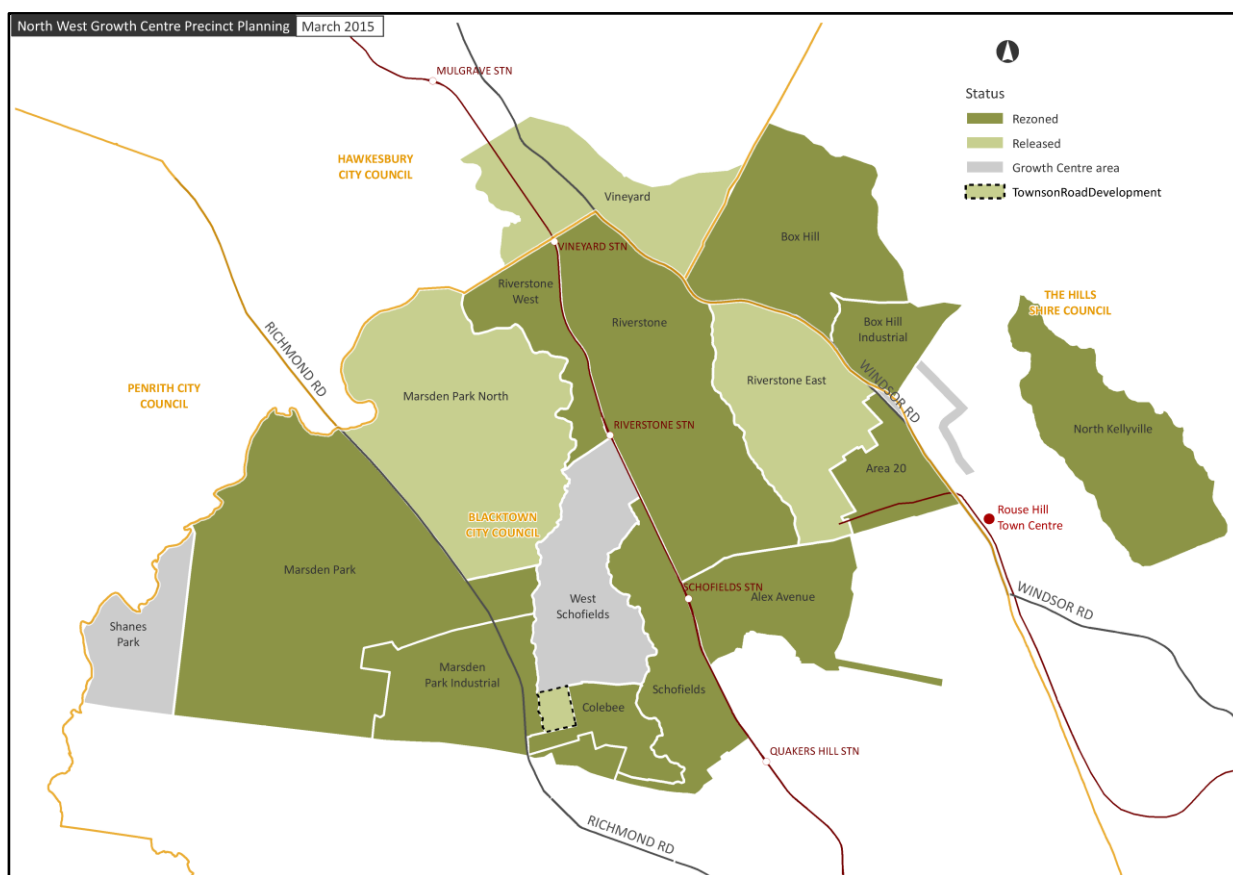 North West Growth Centre Precinct Planning March 2015
MULGRAVE STN
Status
Rezoned
Released
Growth Centre area
TownsonRoadDevelopment
HAWKESBURY
CITY COUNCIL
Vineyard
VINEYARD STN
Box Hill
Riverstone
West
Riverstone
THE HILLS
SHIRE COUNCIL
Box Hill
Industrial
RICHMOND RD
PENRITH CITY
COUNCIL
Marsden Park North
Riverstone East
WINDSOR RD
RIVERSTONE STN
North Kellyville
Area 20
Rouse Hill
Town Centre
BLACKTOWN
CITY COUNCIL
Marsden Park
SCHOFIELDS STN
Alex Avenue
WINDSOR RD
West
Schofields
Shanes
Park
Marsden
Park Industrial
Schofields
Colebee
QUAKERS HILL STN
RICHMOND RD